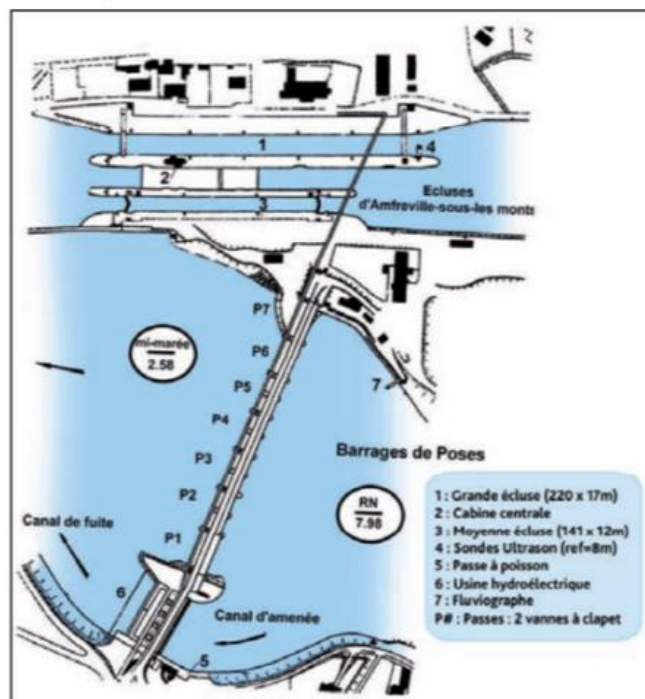 1
4
2
Ecluses
d'Amfreville-sous-les monts
3
P7
mi-marée
2.58
P6
P5
7
P4
Barrages de Poses
P3
P2
RN
7.98
Canal de fuite
P1
6
Canal d'amenée
5
1 : Grande écluse (220 x 17m)
2 : Cabine centrale
3 : Moyenne écluse (141 x 12m)
4 : Sondes Ultrason (ref=8m)
5 : Passe à poisson
6 : Usine hydroélectrique
7 : Fluviographe
P# : Passes : 2 vannes à clapet